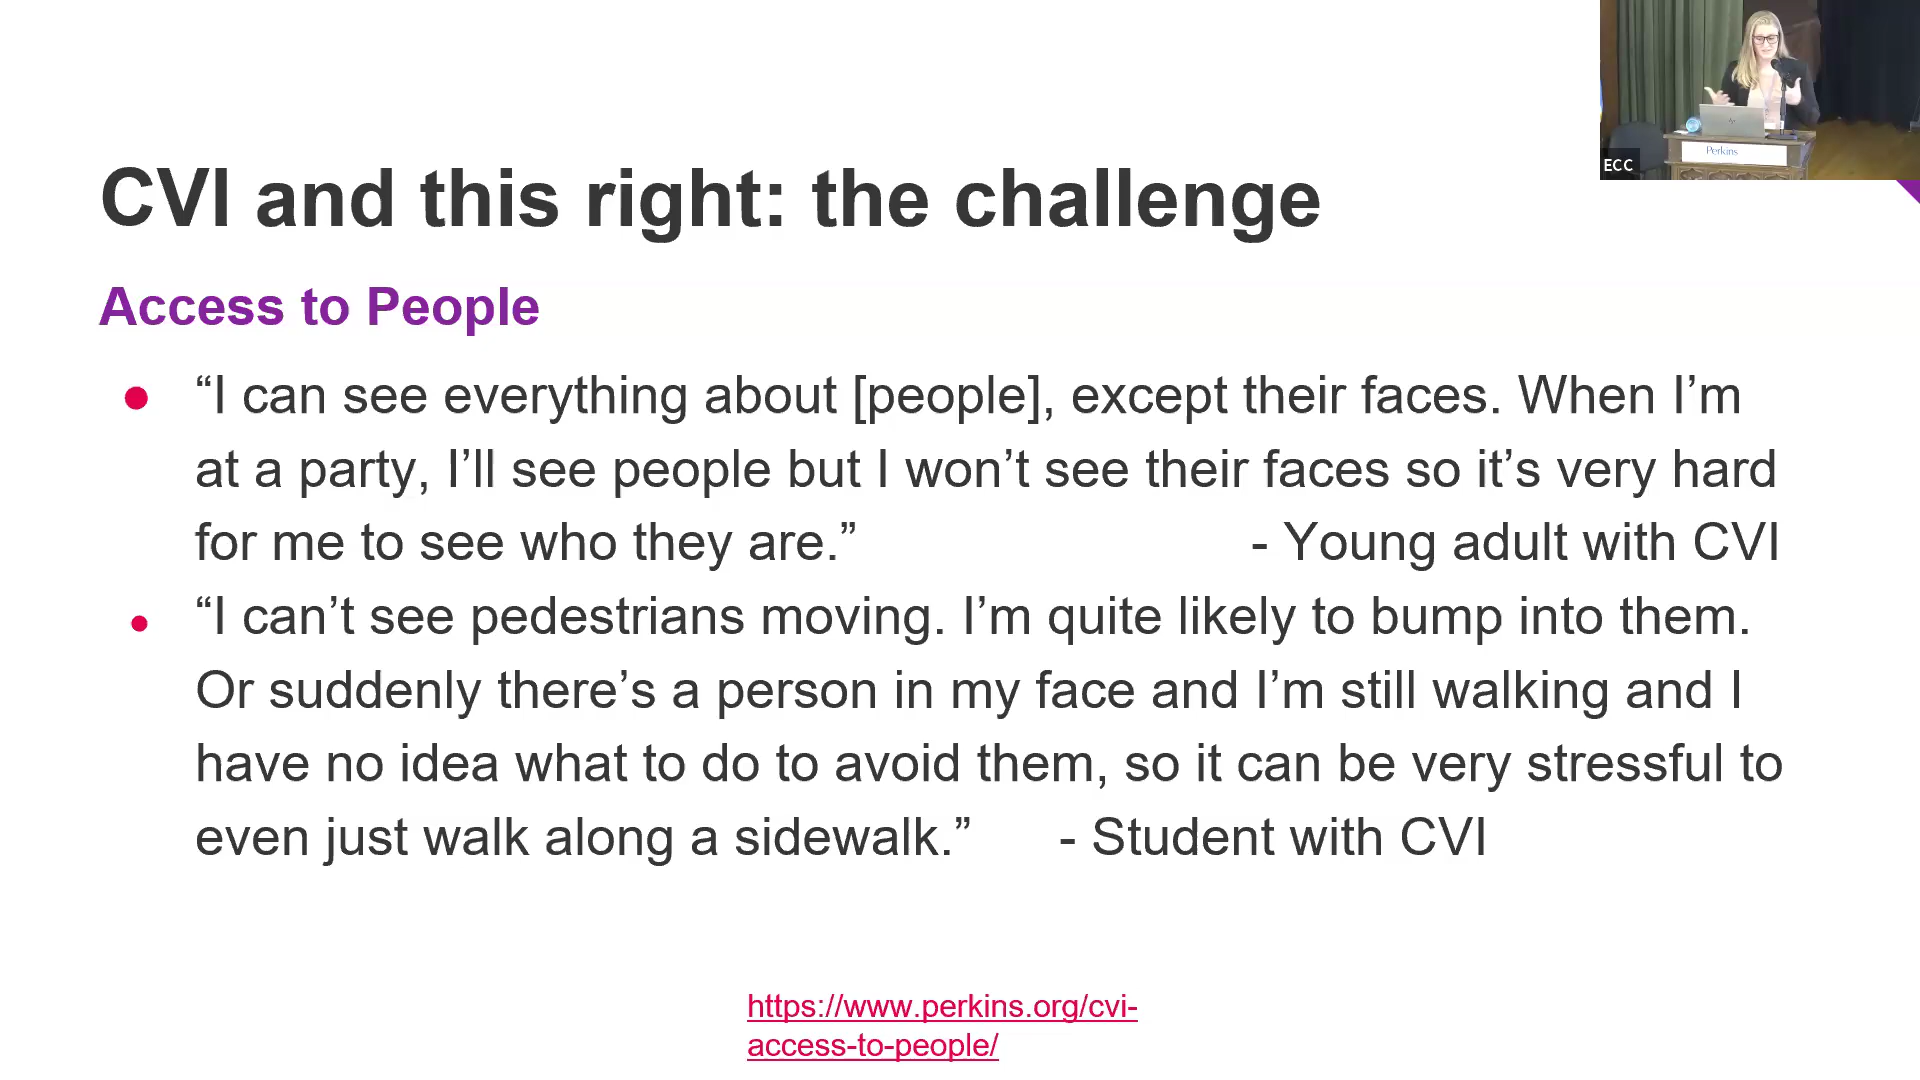 CVI and this right: the challenge
Access to People
“I can see everything about [people], except their faces. When I’m
at a party, I’ll see people but I won’t see their faces so it’s very hard
for me to see who they are.” - Young adult with CVI
“I can’t see pedestrians moving. I’m quite likely to bump into them.
Or suddenly there’s a person in my face and I’m still walking and I
have no idea what to do to avoid them, so it can be very stressful to
even just walk along a sidewalk.” - Student with CVI
https://www.perkins.org/cvi-
access-to-people/
Perkins
ECC